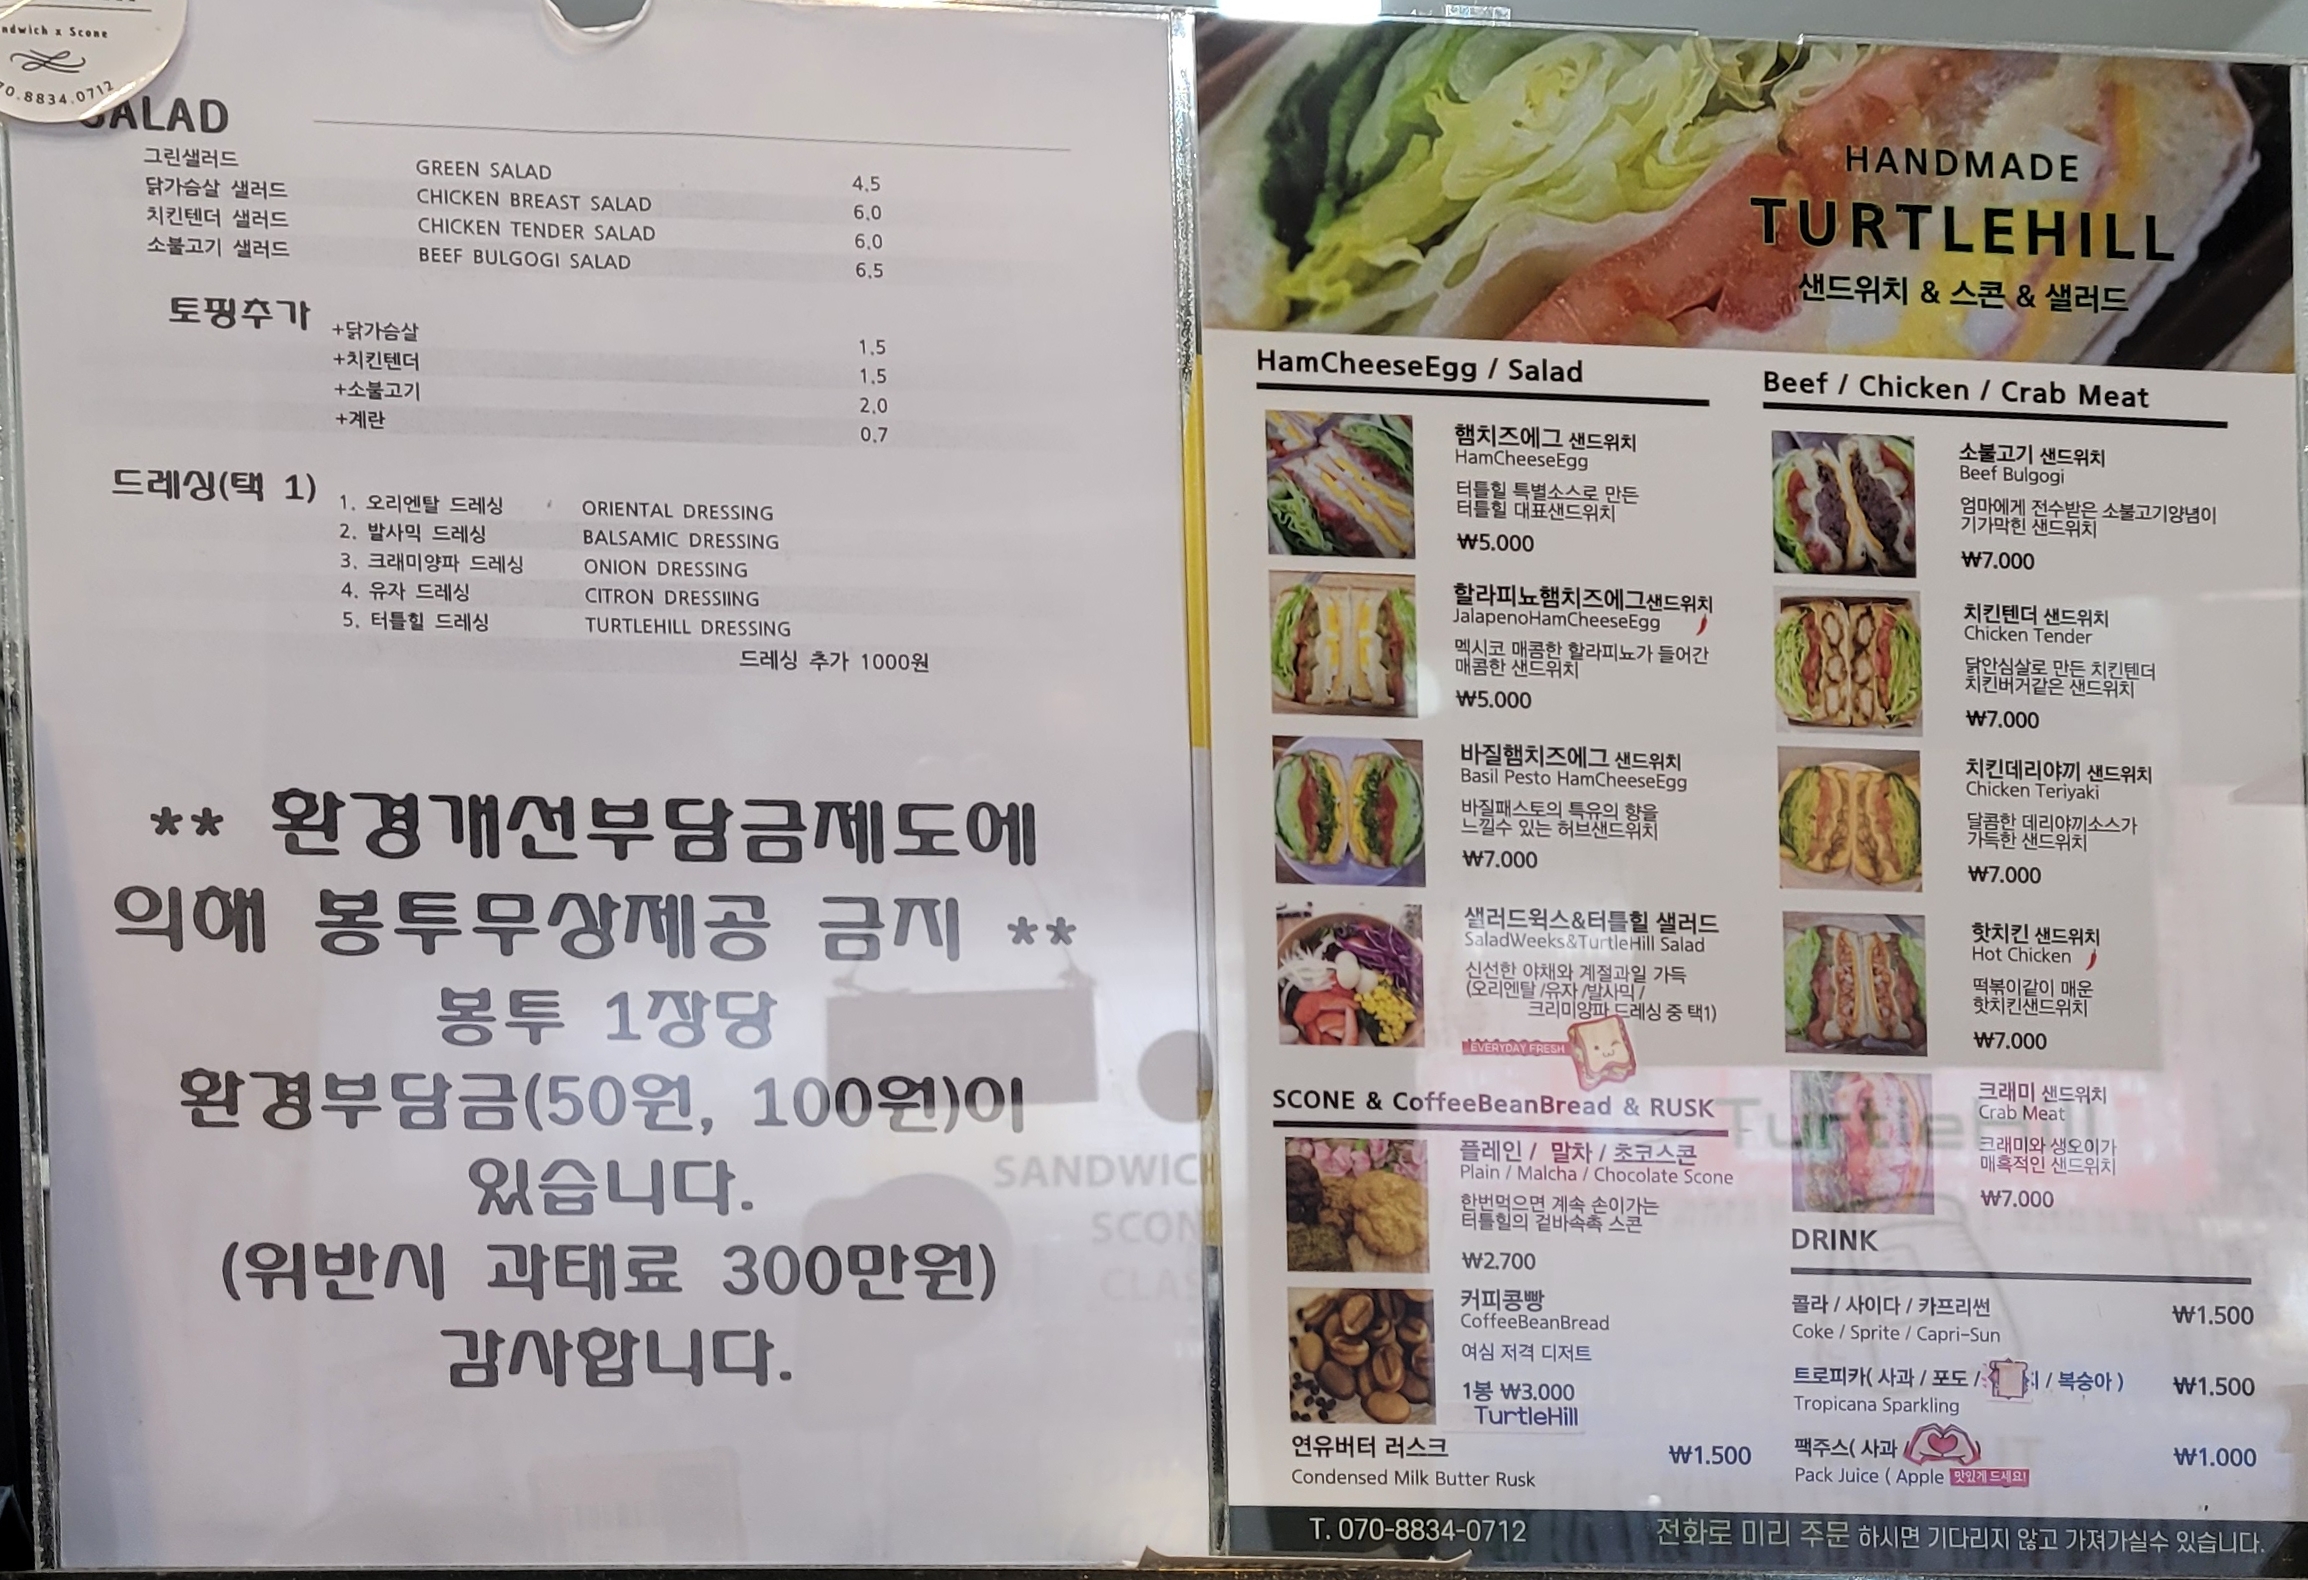 ndwich x Scone
70.8834.0712
SALAD
그린샐러드 GREEN SALAD 4.5
닭가슴살 샐러드 CHICKEN BREAST SALAD 6.0
치킨텐더 샐러드 CHICKEN TENDER SALAD 6.0
소불고기 샐러드 BEEF BULGOGI SALAD 6.5
토핑추가
+닭가슴살 1.5
+치킨텐더 1.5
+소불고기 2.0
+계란 0.7
드레싱(택 1)
1. 오리엔탈 드레싱 ORIENTAL DRESSING
2. 발사믹 드레싱 BALSAMIC DRESSING
3. 크래미양파 드레싱 ONION DRESSING
4. 유자 드레싱 CITRON DRESSIING
5. 터틀힐 드레싱 TURTLEHILL DRESSING
드레싱 추가 1000원
** 환경개선부담금제도에
의해 봉투무상제공 금지 **
봉투 1장당
환경부담금(50원, 100원)이
있습니다.
(위반시 과태료 300만원)
감사합니다.
HANDMADE
TURTLEHILL
샌드위치 & 스콘 & 샐러드
HamCheeseEgg / Salad
햄치즈에그 샌드위치
HamCheeseEgg
터틀힐 특별소스로 만든
터틀힐 대표샌드위치
₩5.000
할라피뇨햄치즈에그샌드위치
JalapenoHamCheeseEgg
멕시코 매콤한 할라피뇨가 들어간
매콤한 샌드위치
₩5.000
바질햄치즈에그 샌드위치
Basil Pesto HamCheeseEgg
바질패스토의 특유의 향을
느낄수 있는 허브샌드위치
₩7.000
샐러드윅스&터틀힐 샐러드
SaladWeeks&TurtleHill Salad
신선한 야채와 계절과일 가득
(오리엔탈 /유자 /발사믹 /
크리미양파 드레싱 중 택1)
EVERYDAY FRESH
SCONE & CoffeeBeanBread & RUSK
플레인 / 말차 / 초코스콘
Plain / Malcha / Chocolate Scone
한번먹으면 계속 손이가는
터틀힐의 겉바속촉 스콘
₩2.700
커피콩빵
CoffeeBeanBread
여심 저격 디저트
1봉 ₩3.000
TurtleHill
연유버터 러스크 ₩1.500
Condensed Milk Butter Rusk
Beef / Chicken / Crab Meat
소불고기 샌드위치
Beef Bulgogi
엄마에게 전수받은 소불고기양념이
기가막힌 샌드위치
₩7.000
치킨텐더 샌드위치
Chicken Tender
닭안심살로 만든 치킨텐더
치킨버거같은 샌드위치
₩7.000
치킨데리야끼 샌드위치
Chicken Teriyaki
달콤한 데리야끼소스가
가득한 샌드위치
₩7.000
핫치킨 샌드위치
Hot Chicken
떡볶이같이 매운
핫치킨샌드위치
₩7.000
크래미 샌드위치
Crab Meat
크래미와 생오이가
매혹적인 샌드위치
₩7.000
DRINK
콜라 / 사이다 / 카프리썬 ₩1.500
Coke / Sprite / Capri-Sun
트로피카( 사과 / 포도 / / 복숭아 ) ₩1.500
Tropicana Sparkling
팩주스( 사과 / ₩1.000
Pack Juice ( Apple 맛있게 드세요!
T. 070-8834-0712 전화로 미리 주문 하시면 기다리지 않고 가져가실수 있습니다.